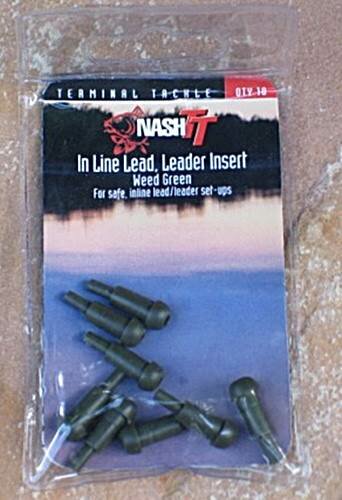 TERMINAL TACKLE QTY 10
NASH TT
In Line Lead, Leader Insert
Weed Green
For safe, inline lead/leader set-ups